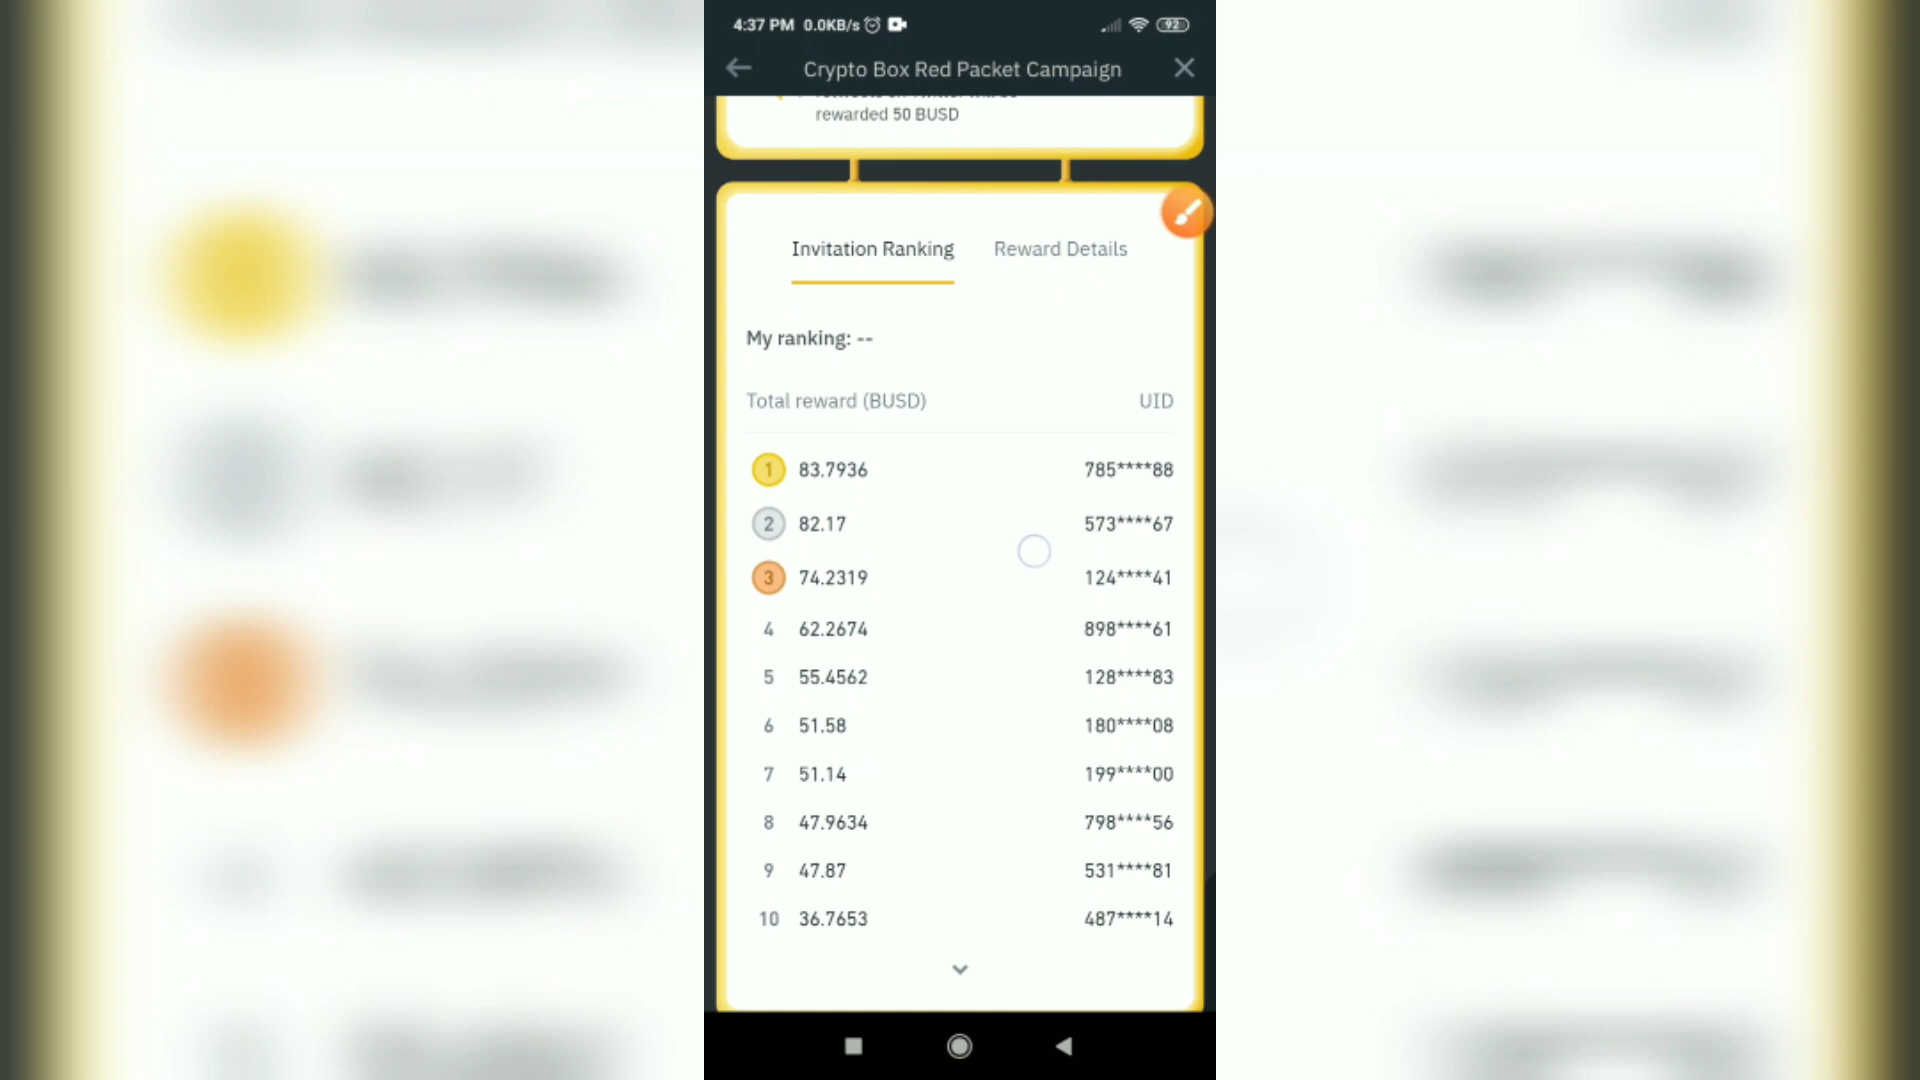 4:37 PM 0.0KB/s 92
Crypto Box Red Packet Campaign
rewarded 50 BUSD
Invitation Ranking Reward Details
My ranking: --
Total reward (BUSD) UID
1 83.7936 785****88
2 82.17 573****67
3 74.2319 124****41
4 62.2674 898****61
5 55.4562 128****83
6 51.58 180****08
7 51.14 199****00
8 47.9634 798****56
9 47.87 531****81
10 36.7653 487****14